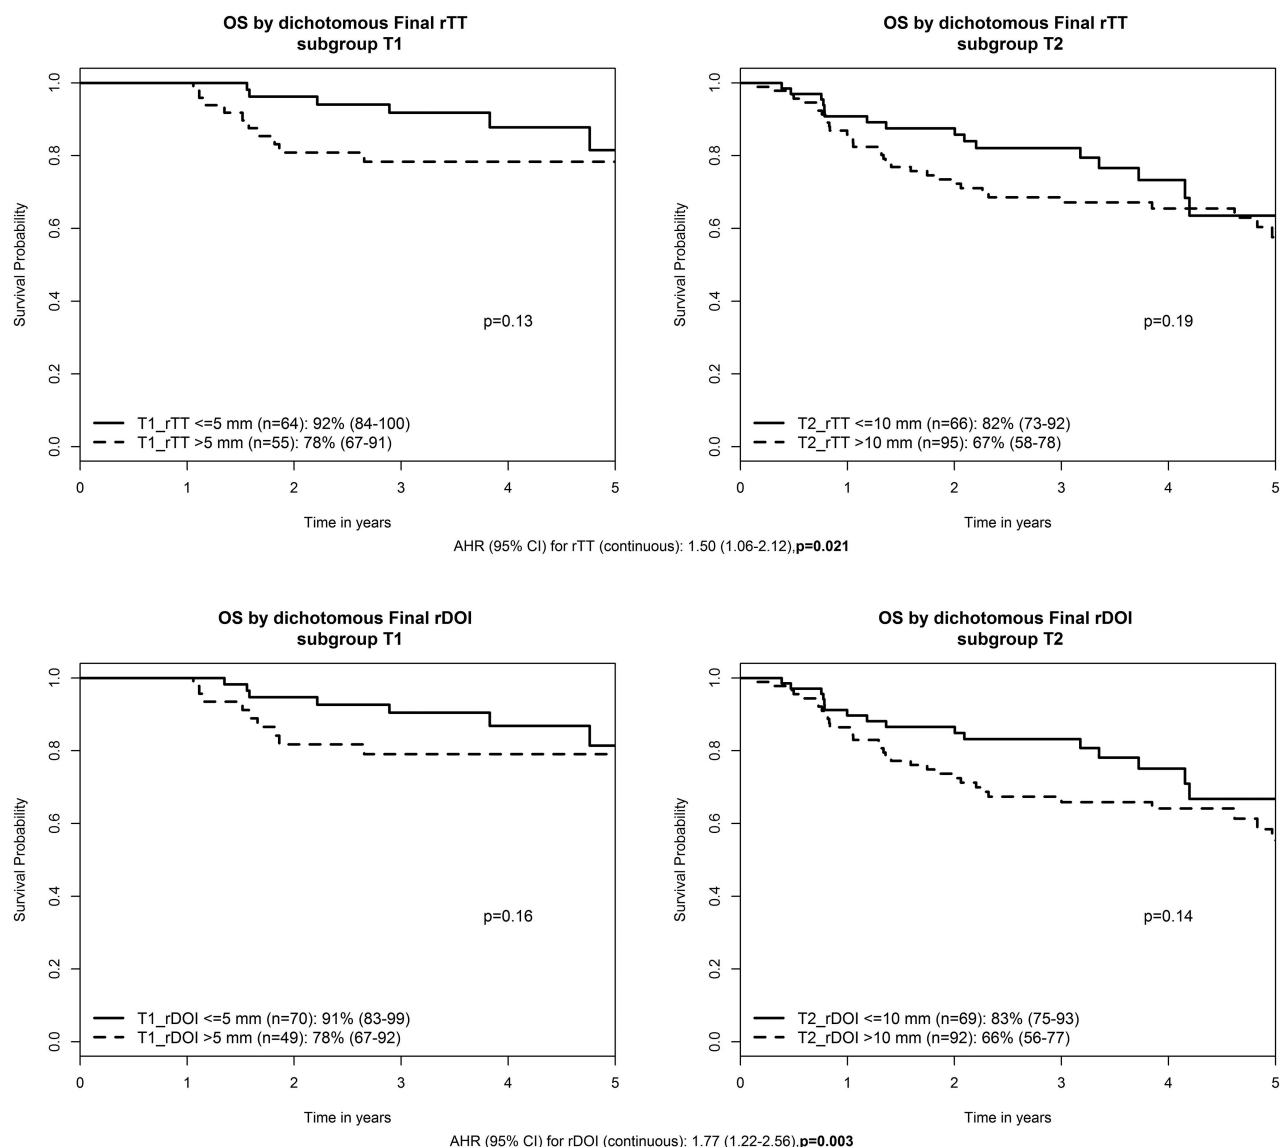 OS by dichotomous Final rTT
subgroup T1
1.0
0.8
0.6
0.4
0.2
0.0
Survival Probability
p=0.13
T1_rTT <=5 mm (n=64): 92% (84-100)
T1_rTT >5 mm (n=55): 78% (67-91)
0 1 2 3 4 5
Time in years
OS by dichotomous Final rTT
subgroup T2
1.0
0.8
0.6
0.4
0.2
0.0
Survival Probability
p=0.19
T2_rTT <=10 mm (n=66): 82% (73-92)
T2_rTT >10 mm (n=95): 67% (58-78)
0 1 2 3 4 5
Time in years
AHR (95% CI) for rTT (continuous): 1.50 (1.06-2.12),p=0.021
OS by dichotomous Final rDOI
subgroup T1
1.0
0.8
0.6
0.4
0.2
0.0
Survival Probability
p=0.16
T1_rDOI <=5 mm (n=70): 91% (83-99)
T1_rDOI >5 mm (n=49): 78% (67-92)
0 1 2 3 4 5
Time in years
OS by dichotomous Final rDOI
subgroup T2
1.0
0.8
0.6
0.4
0.2
0.0
Survival Probability
p=0.14
T2_rDOI <=10 mm (n=69): 83% (75-93)
T2_rDOI >10 mm (n=92): 66% (56-77)
0 1 2 3 4 5
Time in years
AHR (95% CI) for rDOI (continuous): 1.77 (1.22-2.56),p=0.003